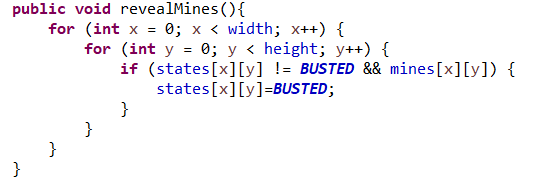 public void revealMines(){
    for (int x = 0; x < width; x++) {
        for (int y = 0; y < height; y++) {
            if (states[x][y] != BUSTED && mines[x][y]) {
                states[x][y]=BUSTED;
            }
        }
    }
}